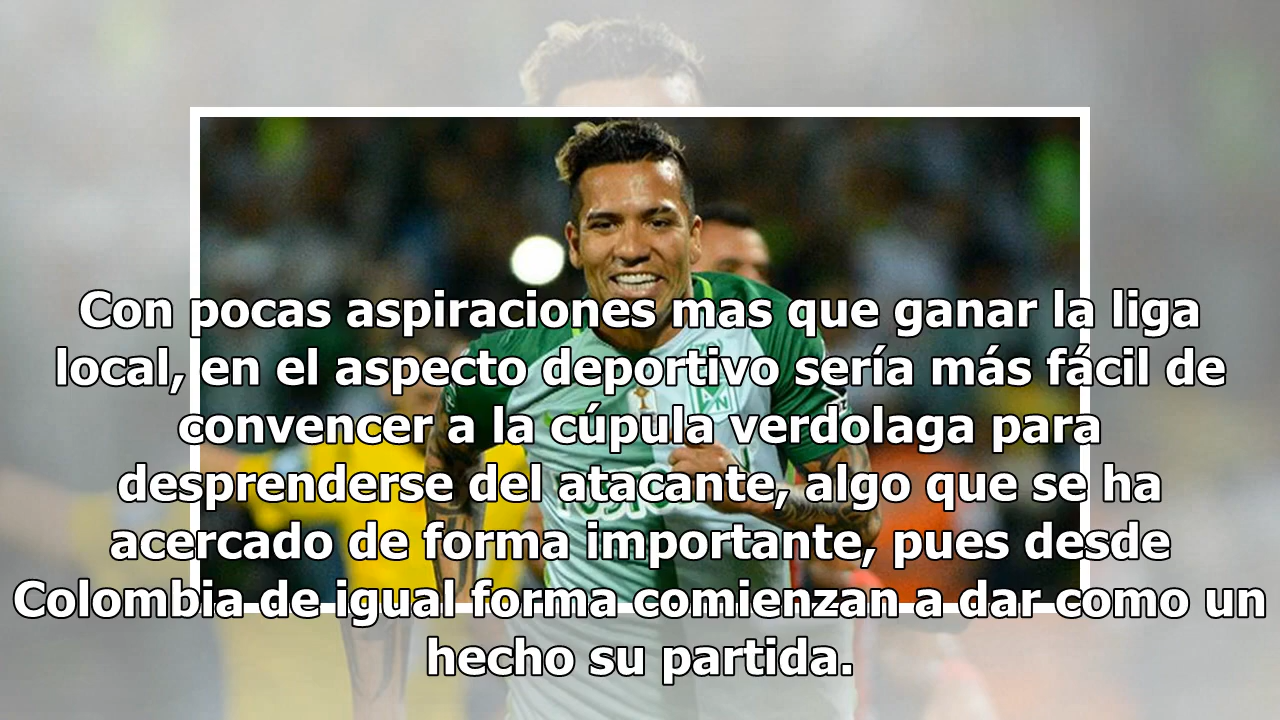 Con pocas aspiraciones mas que ganar la liga
local, en el aspecto deportivo sería más fácil de
convencer a la cúpula verdolaga para
desprenderse del atacante, algo que se ha
acercado de forma importante, pues desde
Colombia de igual forma comienzan a dar como un
hecho su partida.